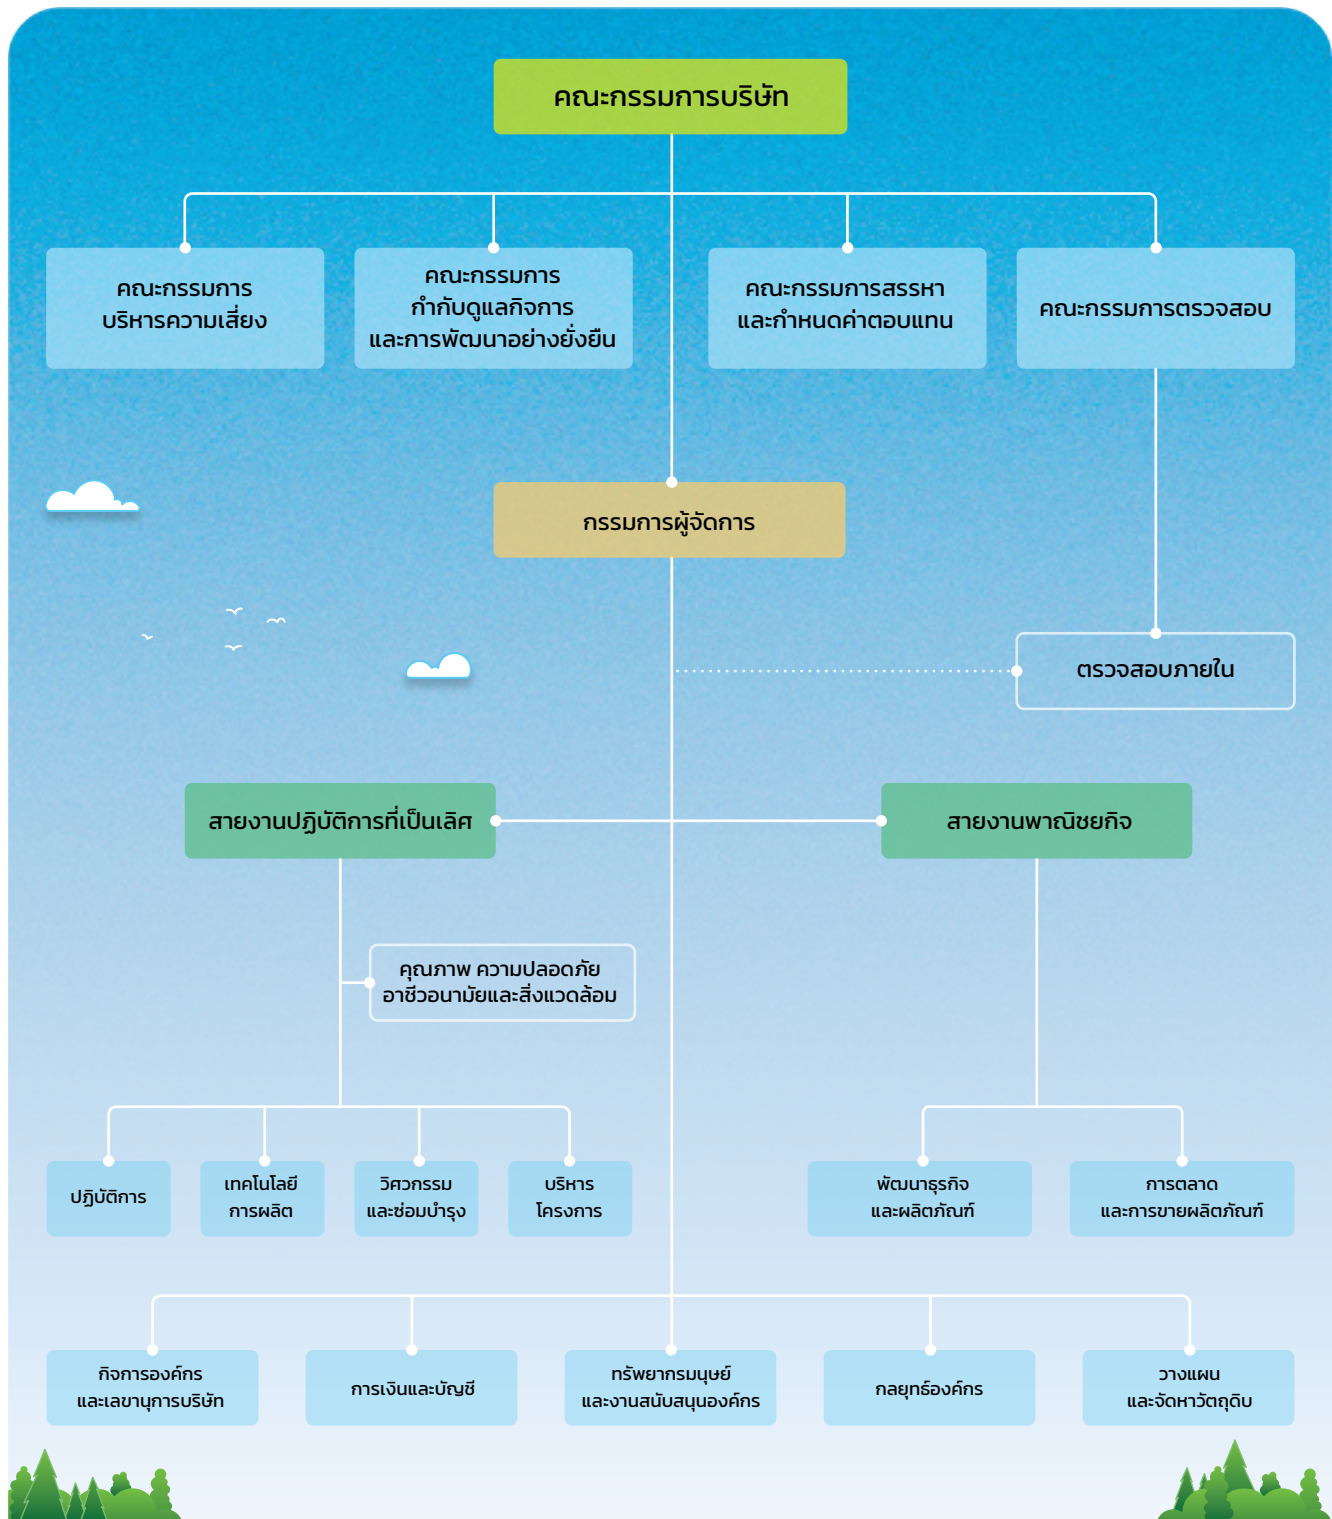 คณะกรรมการบริษัท
คณะกรรมการ
บริหารความเสี่ยง
คณะกรรมการ
กำกับดูแลกิจการ
และการพัฒนาอย่างยั่งยืน
คณะกรรมการสรรหา
และกำหนดค่าตอบแทน
คณะกรรมการตรวจสอบ
กรรมการผู้จัดการ
ตรวจสอบภายใน
สายงานปฏิบัติการที่เป็นเลิศ
สายงานพาณิชยกิจ
คุณภาพ ความปลอดภัย
อาชีวอนามัยและสิ่งแวดล้อม
ปฏิบัติการ
เทคโนโลยี
การผลิต
วิศวกรรม
และซ่อมบำรุง
บริหาร
โครงการ
พัฒนาธุรกิจ
และผลิตภัณฑ์
การตลาด
และการขายผลิตภัณฑ์
กิจการองค์กร
และเลขานุการบริษัท
การเงินและบัญชี
ทรัพยากรมนุษย์
และงานสนับสนุนองค์กร
กลยุทธ์องค์กร
วางแผน
และจัดหาวัตถุดิบ